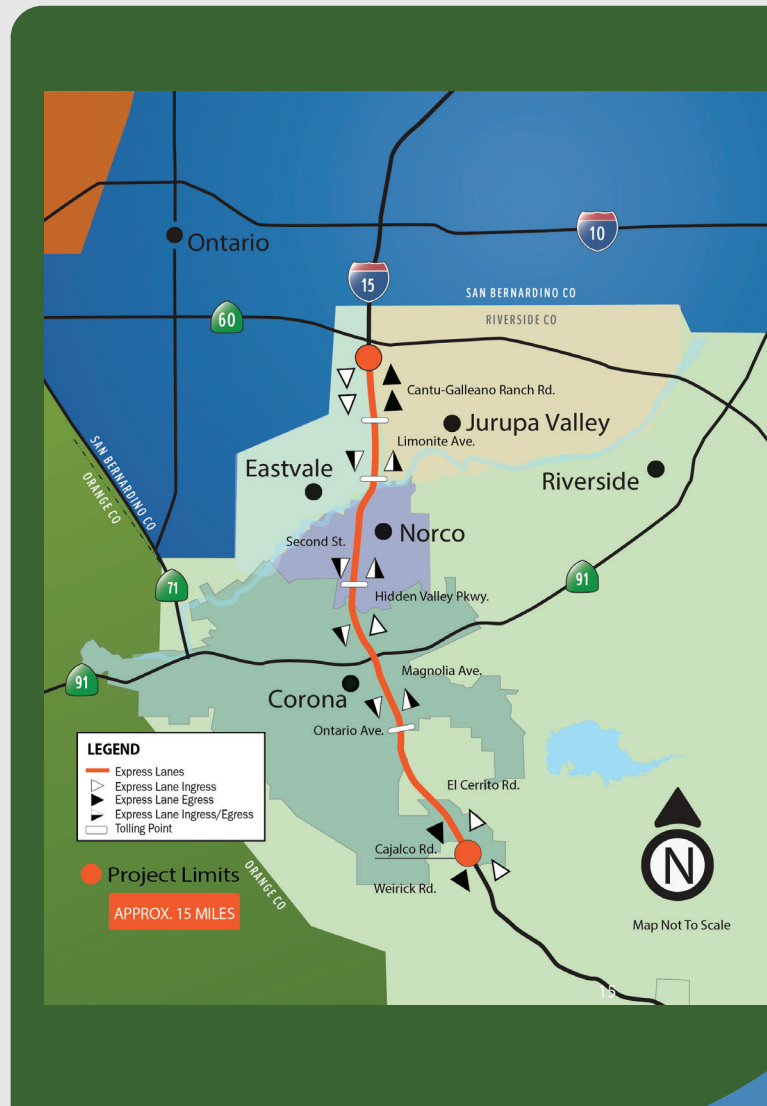 Ontario
10
15
SAN BERNARDINO CO
RIVERSIDE CO
60
Cantu-Galleano Ranch Rd.
Jurupa Valley
Limonite Ave.
SAN BERNARDINO CO
ORANGE CO
Eastvale
Riverside
Norco
Second St.
71
91
Hidden Valley Pkwy.
91
Magnolia Ave.
Corona
Ontario Ave.
LEGEND
Express Lanes
Express Lane Ingress
Express Lane Egress
Express Lane Ingress/Egress
Tolling Point
El Cerrito Rd.
Cajalco Rd.
Weirick Rd.
Project Limits
APPROX. 15 MILES
ORANGE CO
N
Map Not To Scale
15